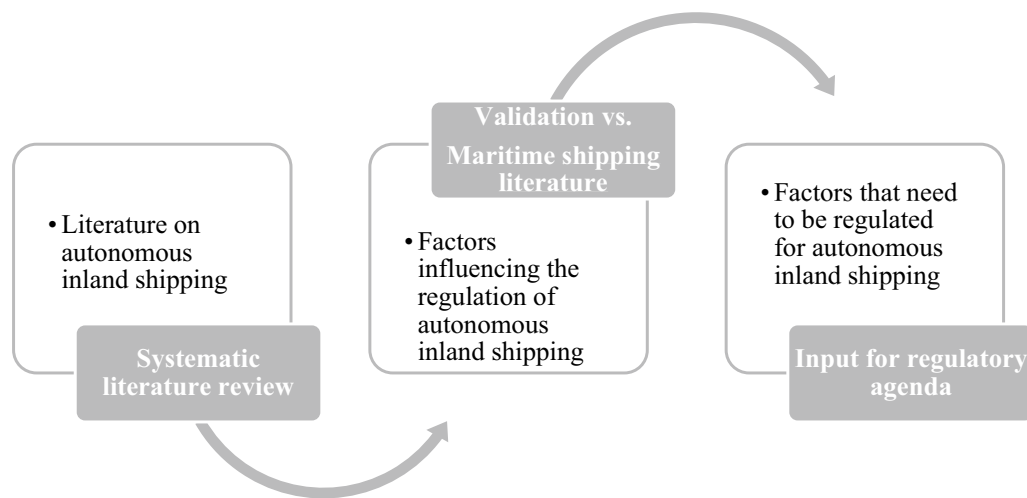 • Literature on
autonomous
inland shipping
Systematic
literature review
Validation vs.
Maritime shipping
literature
• Factors
influencing the
regulation of
autonomous
inland shipping
• Factors that need
to be regulated
for autonomous
inland shipping
Input for regulatory
agenda